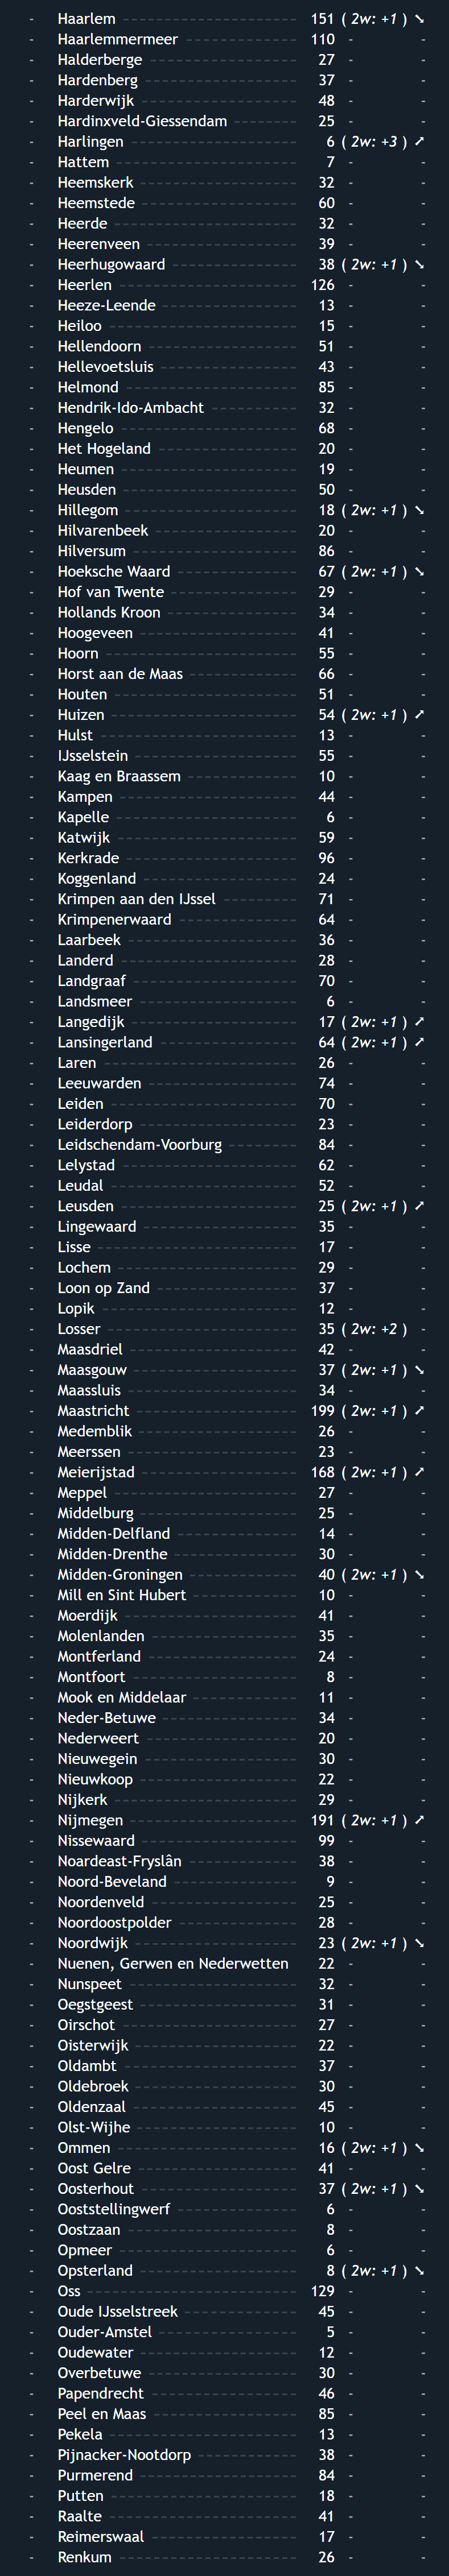 - Haarlem 151 ( 2w: +1 ) ➘
- Haarlemmermeer 110 - -
- Halderberge 27 - -
- Hardenberg 37 - -
- Harderwijk 48 - -
- Hardinxveld-Giessendam 25 - -
- Harlingen 6 ( 2w: +3 ) ➚
- Hattem 7 - -
- Heemskerk 32 - -
- Heemstede 60 - -
- Heerde 32 - -
- Heerenveen 39 - -
- Heerhugowaard 38 ( 2w: +1 ) ➘
- Heerlen 126 - -
- Heeze-Leende 13 - -
- Heiloo 15 - -
- Hellendoorn 51 - -
- Hellevoetsluis 43 - -
- Helmond 85 - -
- Hendrik-Ido-Ambacht 32 - -
- Hengelo 68 - -
- Het Hogeland 20 - -
- Heumen 19 - -
- Heusden 50 - -
- Hillegom 18 ( 2w: +1 ) ➘
- Hilvarenbeek 20 - -
- Hilversum 86 - -
- Hoeksche Waard 67 ( 2w: +1 ) ➘
- Hof van Twente 29 - -
- Hollands Kroon 34 - -
- Hoogeveen 41 - -
- Hoorn 55 - -
- Horst aan de Maas 66 - -
- Houten 51 - -
- Huizen 54 ( 2w: +1 ) ➚
- Hulst 13 - -
- IJsselstein 55 - -
- Kaag en Braassem 10 - -
- Kampen 44 - -
- Kapelle 6 - -
- Katwijk 59 - -
- Kerkrade 96 - -
- Koggenland 24 - -
- Krimpen aan den IJssel 71 - -
- Krimpenerwaard 64 - -
- Laarbeek 36 - -
- Landerd 28 - -
- Landgraaf 70 - -
- Landsmeer 6 - -
- Langedijk 17 ( 2w: +1 ) ➚
- Lansingerland 64 ( 2w: +1 ) ➚
- Laren 26 - -
- Leeuwarden 74 - -
- Leiden 70 - -
- Leiderdorp 23 - -
- Leidschendam-Voorburg 84 - -
- Lelystad 62 - -
- Leudal 52 - -
- Leusden 25 ( 2w: +1 ) ➚
- Lingewaard 35 - -
- Lisse 17 - -
- Lochem 29 - -
- Loon op Zand 37 - -
- Lopik 12 - -
- Losser 35 ( 2w: +2 ) -
- Maasdriel 42 - -
- Maasgouw 37 ( 2w: +1 ) ➘
- Maassluis 34 - -
- Maastricht 199 ( 2w: +1 ) ➚
- Medemblik 26 - -
- Meerssen 23 - -
- Meierijstad 168 ( 2w: +1 ) ➚
- Meppel 27 - -
- Middelburg 25 - -
- Midden-Delfland 14 - -
- Midden-Drenthe 30 - -
- Midden-Groningen 40 ( 2w: +1 ) ➘
- Mill en Sint Hubert 10 - -
- Moerdijk 41 - -
- Molenlanden 35 - -
- Montferland 24 - -
- Montfoort 8 - -
- Mook en Middelaar 11 - -
- Neder-Betuwe 34 - -
- Nederweert 20 - -
- Nieuwegein 30 - -
- Nieuwkoop 22 - -
- Nijkerk 29 - -
- Nijmegen 191 ( 2w: +1 ) ➚
- Nissewaard 99 - -
- Noardeast-Fryslân 38 - -
- Noord-Beveland 9 - -
- Noordenveld 25 - -
- Noordoostpolder 28 - -
- Noordwijk 23 ( 2w: +1 ) ➘
- Nuenen, Gerwen en Nederwetten 22 - -
- Nunspeet 32 - -
- Oegstgeest 31 - -
- Oirschot 27 - -
- Oisterwijk 22 - -
- Oldambt 37 - -
- Oldebroek 30 - -
- Oldenzaal 45 - -
- Olst-Wijhe 10 - -
- Ommen 16 ( 2w: +1 ) ➘
- Oost Gelre 41 - -
- Oosterhout 37 ( 2w: +1 ) ➘
- Ooststellingwerf 6 - -
- Oostzaan 8 - -
- Opmeer 6 - -
- Opsterland 8 ( 2w: +1 ) ➘
- Oss 129 - -
- Oude IJsselstreek 45 - -
- Ouder-Amstel 5 - -
- Oudewater 12 - -
- Overbetuwe 30 - -
- Papendrecht 46 - -
- Peel en Maas 85 - -
- Pekela 13 - -
- Pijnacker-Nootdorp 38 - -
- Purmerend 84 - -
- Putten 18 - -
- Raalte 41 - -
- Reimerswaal 17 - -
- Renkum 26 - -